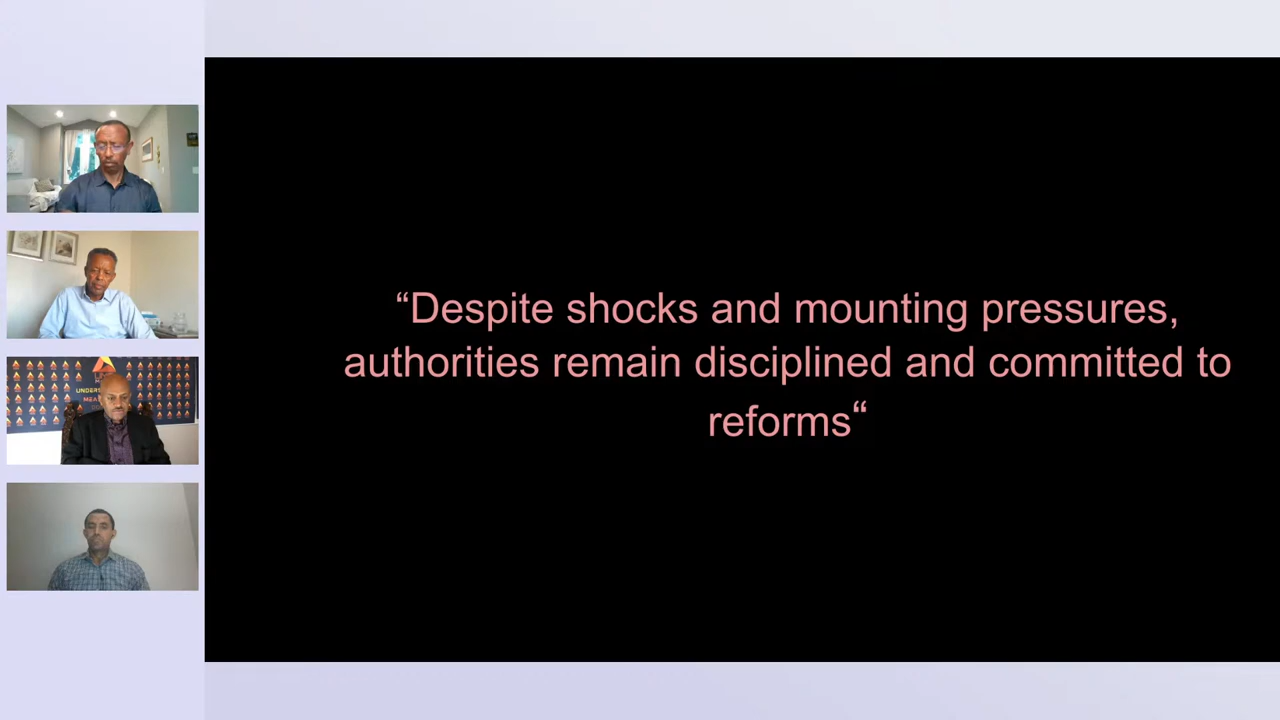 “Despite shocks and mounting pressures,
authorities remain disciplined and committed to
reforms“